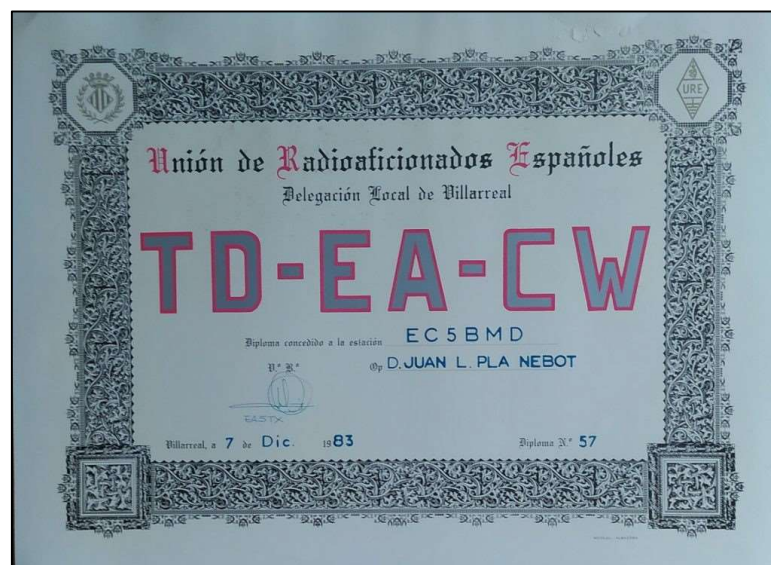 URE
Unión de Radioaficionados Españoles
Delegación Local de Villarreal
TD-EA-CW
Diploma concedido a la estación EC5BMD
V.º B.º Op D. JUAN L. PLA NEBOT
EA5TX
Villarreal, a 7 de Dic. 1983 Diploma N.º 57